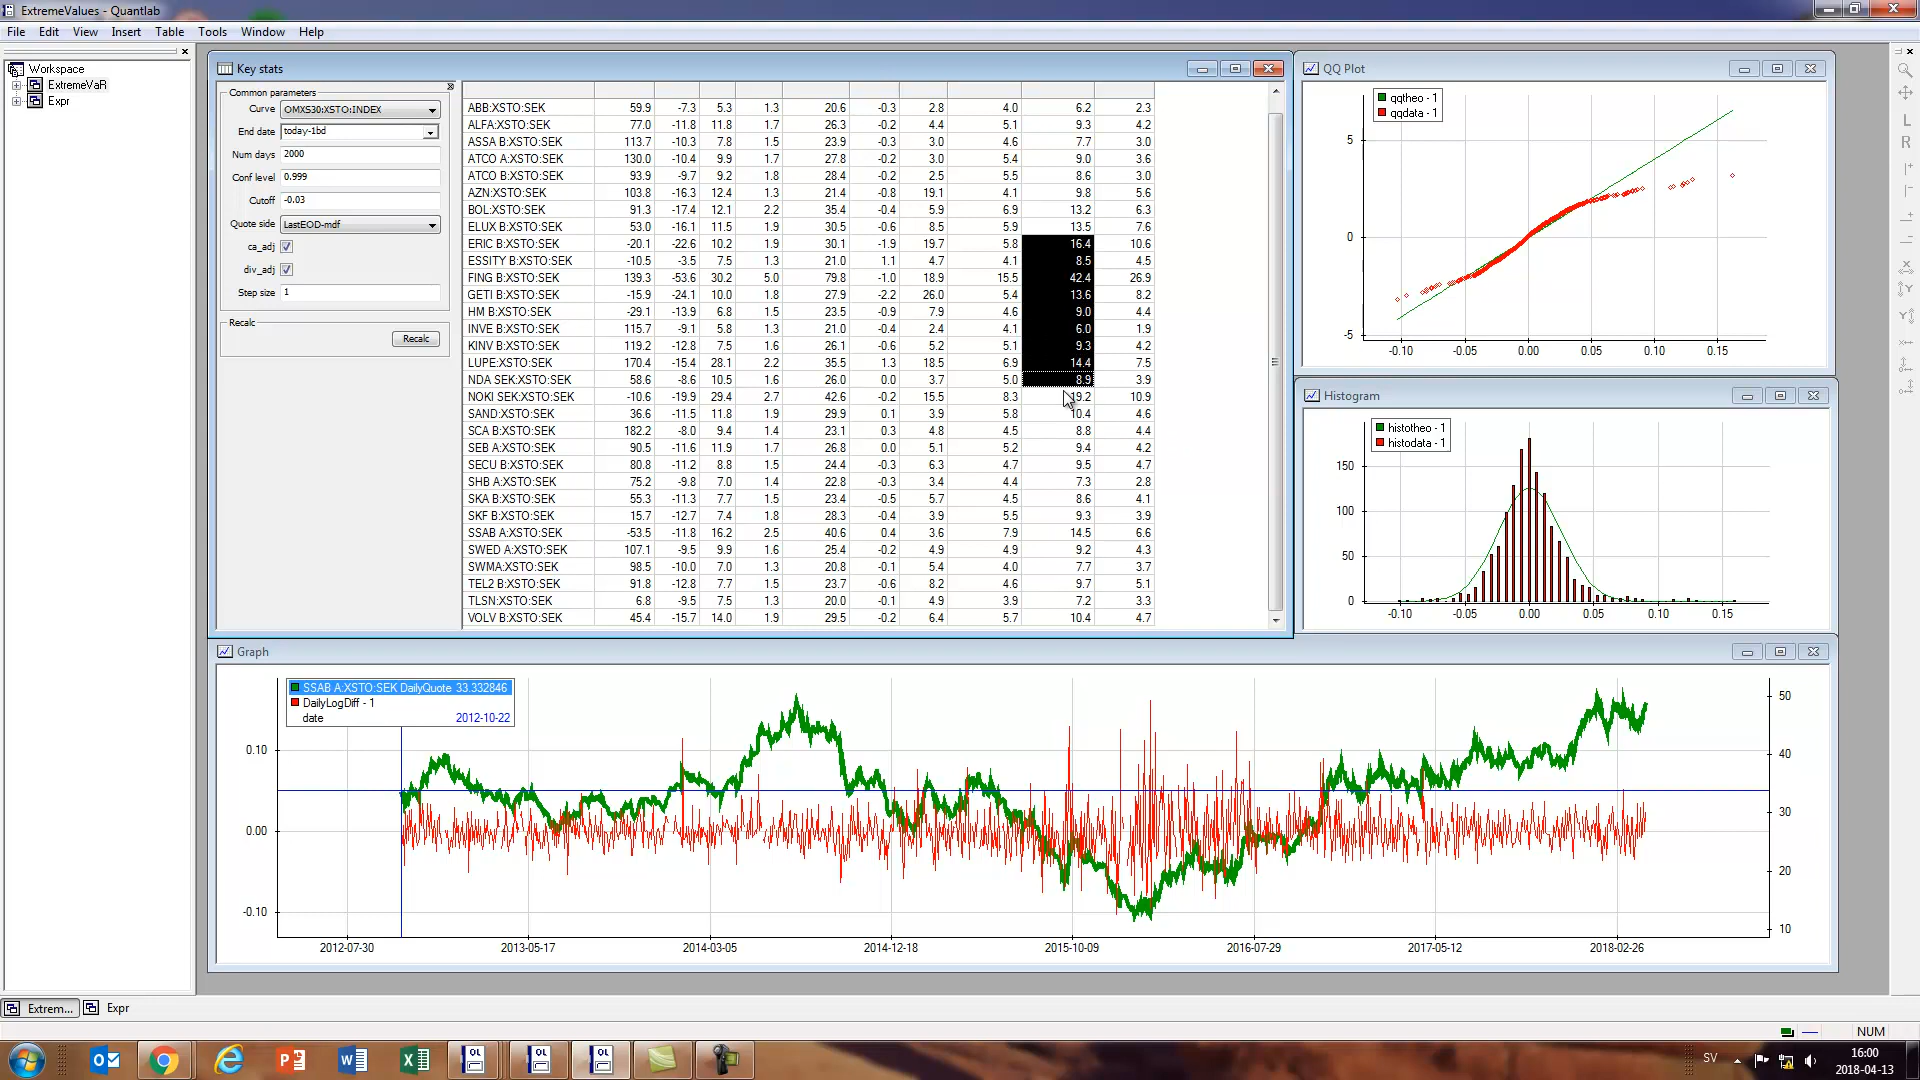 ExtremeValues - Quantlab
File Edit View Insert Table Tools Window Help
Workspace
ExtremeVaR
Expr
Key stats
Common parameters
Curve OMXS30:XSTO:INDEX
End date today-1bd
Num days 2000
Conf level 0.999
Cutoff -0.03
Quote side LastEOD-mdf
ca_adj
div_adj
Step size 1
Recalc
Recalc
ABB:XSTO:SEK 59.9 -7.3 5.3 1.3 20.6 -0.3 2.8 4.0 6.2 2.3
ALFA:XSTO:SEK 77.0 -11.8 11.8 1.7 26.3 -0.2 4.4 5.1 9.3 4.2
ASSA B:XSTO:SEK 113.7 -10.3 7.8 1.5 23.9 -0.3 3.0 4.6 7.7 3.0
ATCO A:XSTO:SEK 130.0 -10.4 9.9 1.7 27.8 -0.2 3.0 5.4 9.0 3.6
ATCO B:XSTO:SEK 93.9 -9.7 9.2 1.8 28.4 -0.2 2.5 5.5 8.6 3.0
AZN:XSTO:SEK 103.8 -16.3 12.4 1.3 21.4 -0.8 19.1 4.1 9.8 5.6
BOL:XSTO:SEK 91.3 -17.4 12.1 2.2 35.4 -0.4 5.9 6.9 13.2 6.3
ELUX B:XSTO:SEK 53.0 -16.1 11.5 1.9 30.5 -0.6 8.5 5.9 13.5 7.6
ERIC B:XSTO:SEK -20.1 -22.6 10.2 1.9 30.1 -1.9 19.7 5.8 16.4 10.6
ESSITY B:XSTO:SEK -10.5 -3.5 7.5 1.3 21.0 1.1 4.7 4.1 8.5 4.5
FING B:XSTO:SEK 139.3 -53.6 30.2 5.0 79.8 -1.0 18.9 15.5 42.4 26.9
GETI B:XSTO:SEK -15.9 -24.1 10.0 1.8 27.9 -2.2 26.0 5.4 13.6 8.2
HM B:XSTO:SEK -29.1 -13.9 6.8 1.5 23.5 -0.9 7.9 4.6 9.0 4.4
INVE B:XSTO:SEK 115.7 -9.1 5.8 1.3 21.0 -0.4 2.4 4.1 6.0 1.9
KINV B:XSTO:SEK 119.2 -12.8 7.5 1.6 26.1 -0.6 5.2 5.1 9.3 4.2
LUPE:XSTO:SEK 170.4 -15.4 28.1 2.2 35.5 1.3 18.5 6.9 14.4 7.5
NDA SEK:XSTO:SEK 58.6 -8.6 10.5 1.6 26.0 0.0 3.7 5.0 8.9 3.9
NOKI SEK:XSTO:SEK -10.6 -19.9 29.4 2.7 42.6 -0.2 15.5 8.3 19.2 10.9
SAND:XSTO:SEK 36.6 -11.5 11.8 1.9 29.9 0.1 3.9 5.8 10.4 4.6
SCA B:XSTO:SEK 182.2 -8.0 9.4 1.4 23.1 0.3 4.8 4.5 8.8 4.4
SEB A:XSTO:SEK 90.5 -11.6 11.9 1.7 26.8 0.0 5.1 5.2 9.4 4.2
SECU B:XSTO:SEK 80.8 -11.2 8.8 1.5 24.4 -0.3 6.3 4.7 9.5 4.7
SHB A:XSTO:SEK 75.2 -9.8 7.0 1.4 22.8 -0.3 3.4 4.4 7.3 2.8
SKA B:XSTO:SEK 55.3 -11.3 7.7 1.5 23.4 -0.5 5.7 4.5 8.6 4.1
SKF B:XSTO:SEK 15.7 -12.7 7.4 1.8 28.3 -0.4 3.9 5.5 9.3 3.9
SSAB A:XSTO:SEK -53.5 -11.8 16.2 2.5 40.6 0.4 3.6 7.9 14.5 6.6
SWED A:XSTO:SEK 107.1 -9.5 9.9 1.6 25.4 -0.2 4.9 4.9 9.2 4.3
SWMA:XSTO:SEK 98.5 -10.0 7.0 1.3 20.8 -0.1 5.4 4.0 7.7 3.7
TEL2 B:XSTO:SEK 91.8 -12.8 7.7 1.5 23.7 -0.6 8.2 4.6 9.7 5.1
TLSN:XSTO:SEK 6.8 -9.5 7.5 1.3 20.0 -0.1 4.9 3.9 7.2 3.3
VOLV B:XSTO:SEK 45.4 -15.7 14.0 1.9 29.5 -0.2 6.4 5.7 10.4 4.7
QQ Plot
qqtheo - 1
qqdata - 1
5
0
-5
-0.10 -0.05 0.00 0.05 0.10 0.15
Histogram
histotheo - 1
histodata - 1
150
100
50
0
-0.10 -0.05 0.00 0.05 0.10 0.15
Graph
SSAB A:XSTO:SEK DailyQuote 33.332846
DailyLogDiff - 1
date 2012-10-22
0.10
0.00
-0.10
50
40
30
20
10
2012-07-30 2013-05-17 2014-03-05 2014-12-18 2015-10-09 2016-07-29 2017-05-12 2018-02-26
L
R
Extrem... Expr
NUM
QL QL QL
SV
16:00
2018-04-13